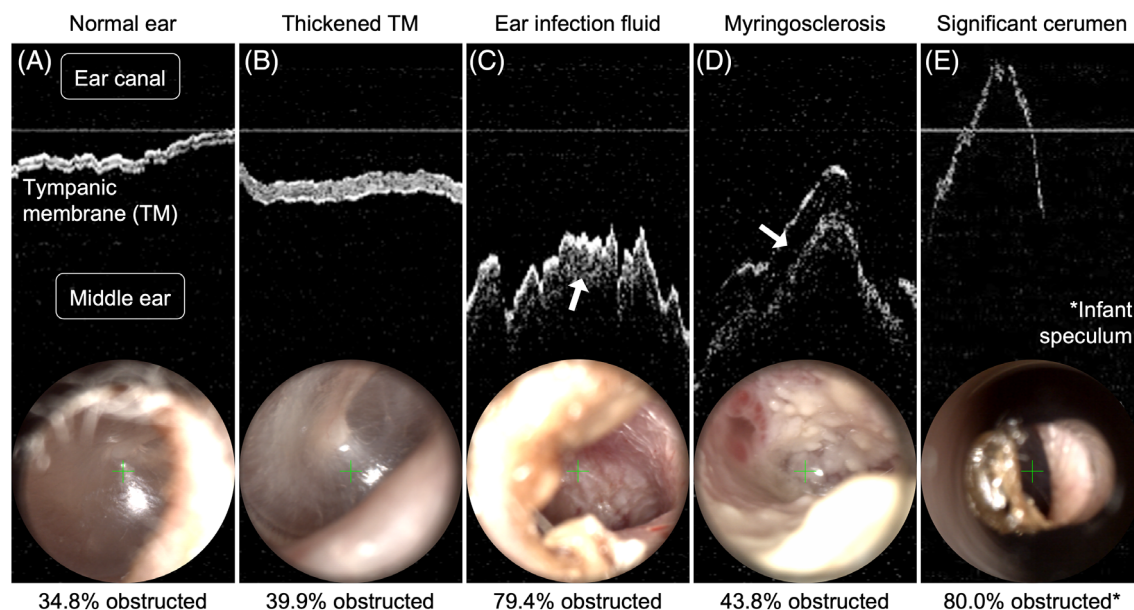 Normal ear
Thickened TM
Ear infection fluid
Myringosclerosis
Significant cerumen
(A)
Ear canal
Tympanic
membrane (TM)
Middle ear
(B)
(C)
(D)
(E)
*Infant
speculum
34.8% obstructed
39.9% obstructed
79.4% obstructed
43.8% obstructed
80.0% obstructed*